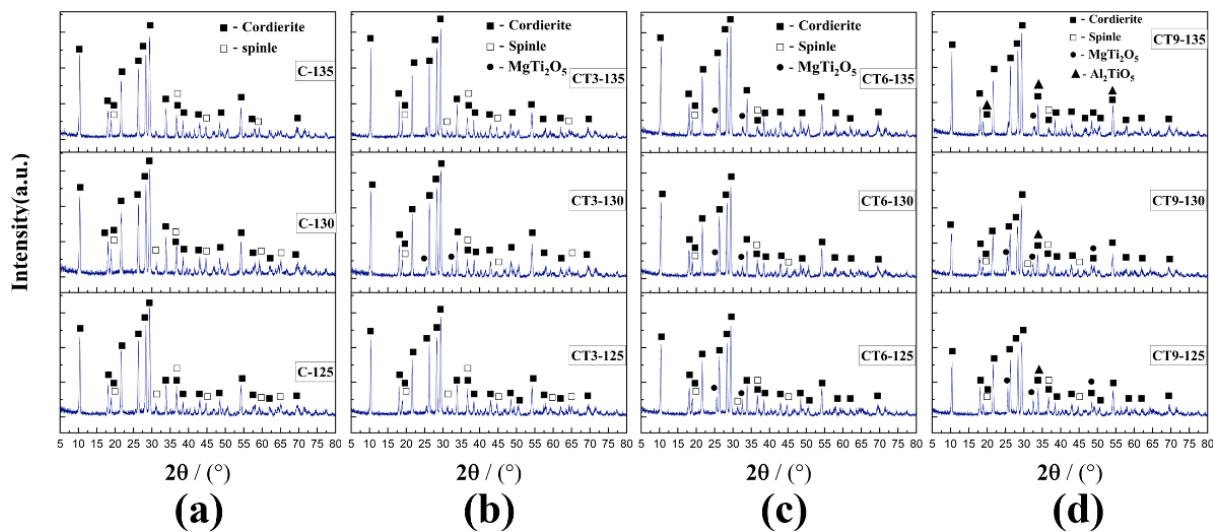 Intensity(a.u.)
■ - Cordierite
□ - spinle
C-135
C-130
C-125
5 10 15 20 25 30 35 40 45 50 55 60 65 70 75 80
2θ / (°)
(a)
■ - Cordierite
□ - Spinle
● - MgTi₂O₅
CT3-135
CT3-130
CT3-125
5 10 15 20 25 30 35 40 45 50 55 60 65 70 75 80
2θ / (°)
(b)
■ - Cordierite
□ - Spinle
● - MgTi₂O₅
CT6-135
CT6-130
CT6-125
5 10 15 20 25 30 35 40 45 50 55 60 65 70 75 80
2θ / (°)
(c)
■ - Cordierite
□ - Spinle
● - MgTi₂O₅
▲ - Al₂TiO₅
CT9-135
CT9-130
CT9-125
5 10 15 20 25 30 35 40 45 50 55 60 65 70 75 80
2θ / (°)
(d)